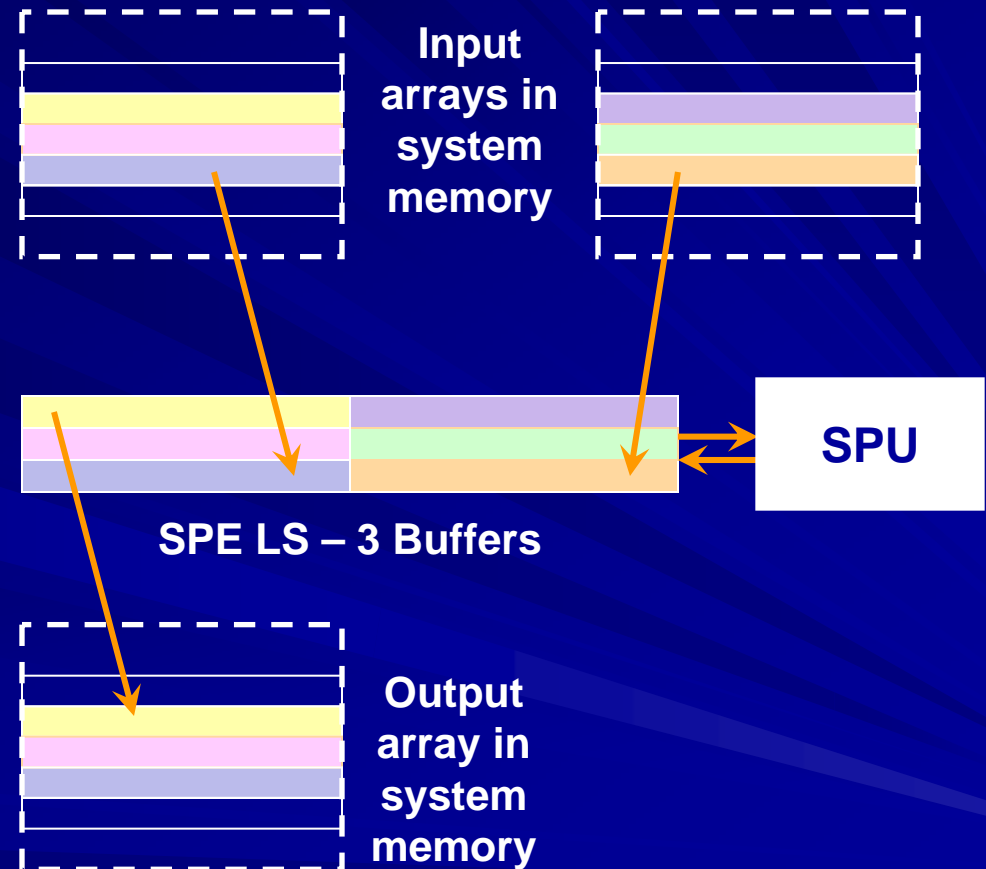 Input
arrays in
system
memory
SPU
SPE LS – 3 Buffers
Output
array in
system
memory